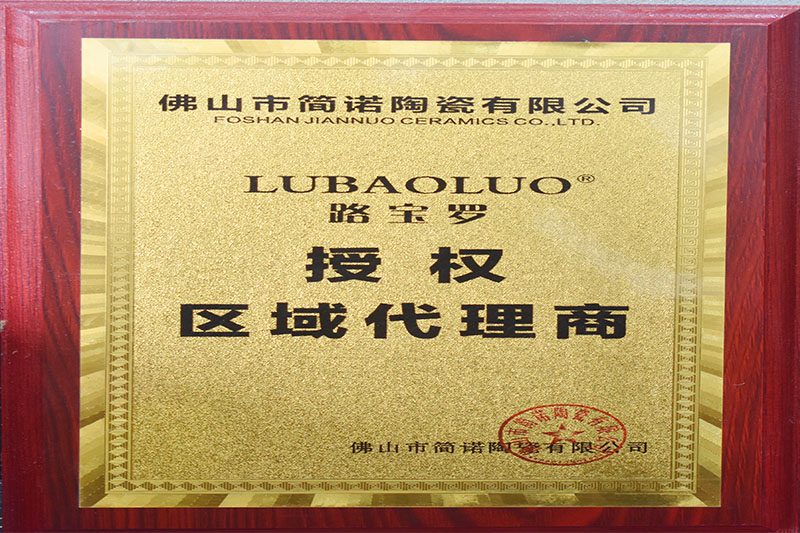 佛山市简诺陶瓷有限公司
FOSHAN JIANNUO CERAMICS CO.,LTD.
LUBAOLUO®
路宝罗
授权
区域代理商
佛山市简诺陶瓷有限公司